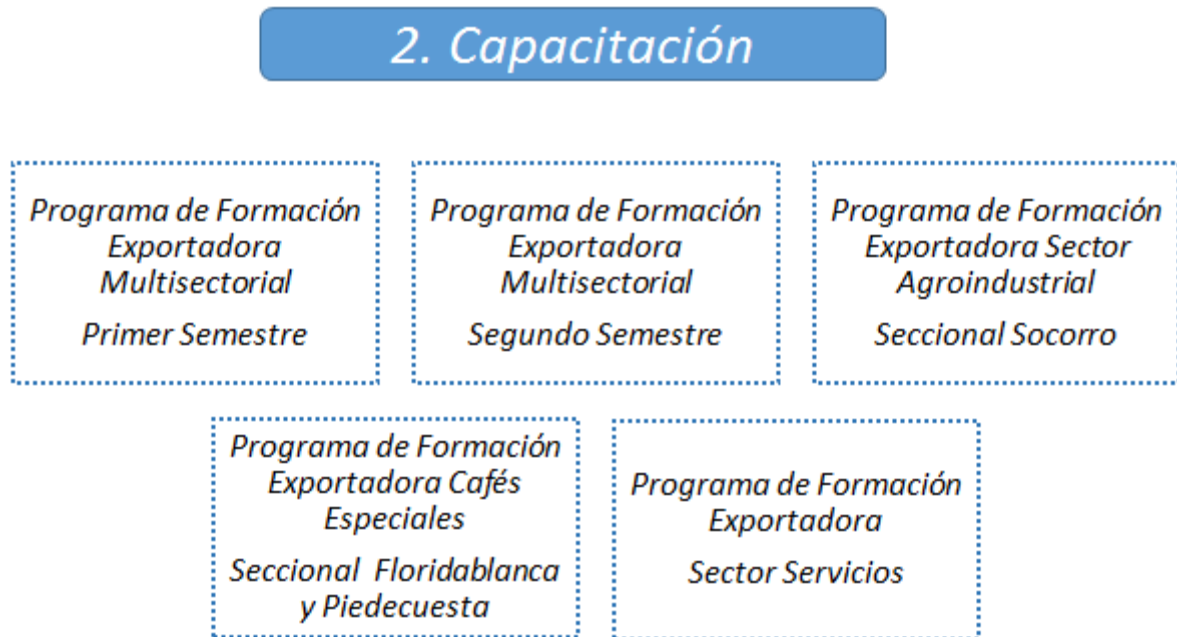 2. Capacitación
Programa de Formación
Exportadora
Multisectorial
Primer Semestre
Programa de Formación
Exportadora
Multisectorial
Segundo Semestre
Programa de Formación
Exportadora Sector
Agroindustrial
Seccional Socorro
Programa de Formación
Exportadora Cafés
Especiales
Seccional Floridablanca
y Piedecuesta
Programa de Formación
Exportadora
Sector Servicios